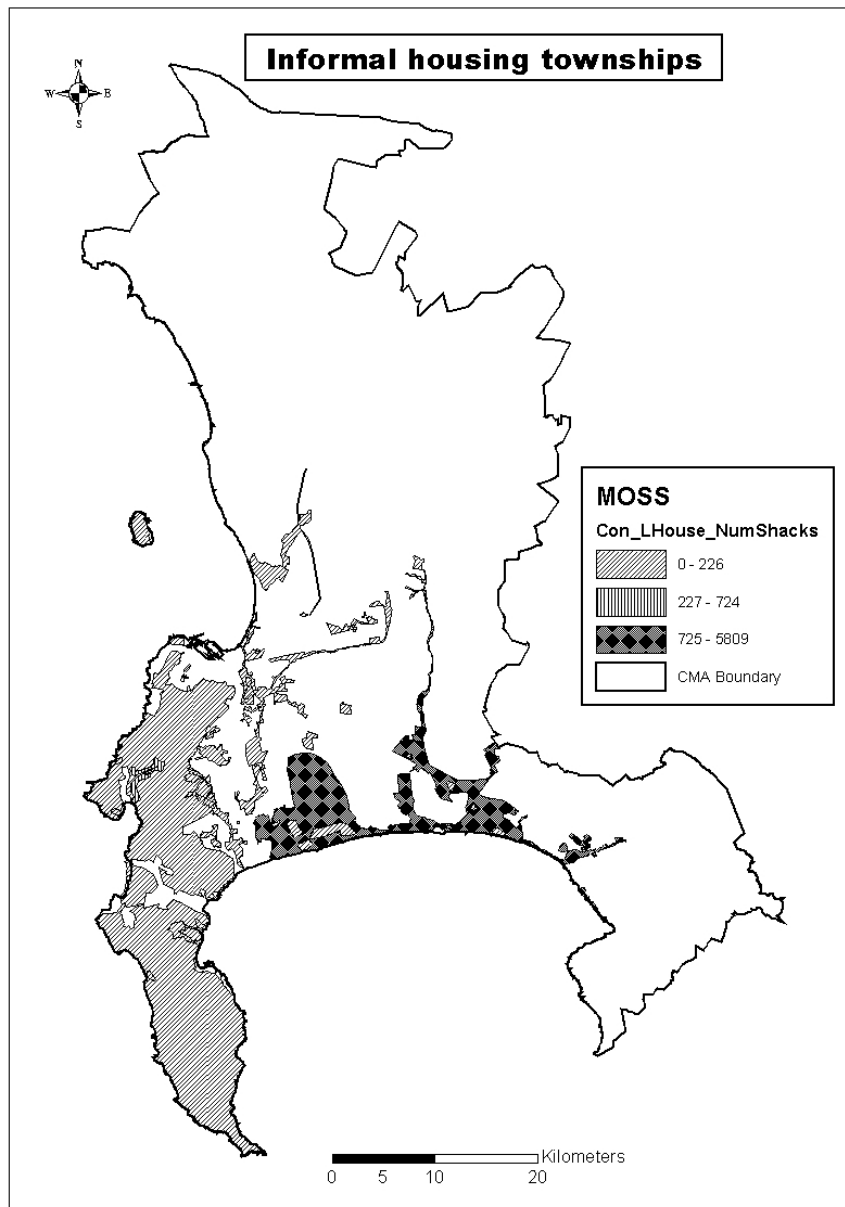 Informal housing townships
N
W E
S
MOSS
Con_LHouse_NumShacks
0 - 226
227 - 724
725 - 5809
CMA Boundary
Kilometers
0 5 10 20